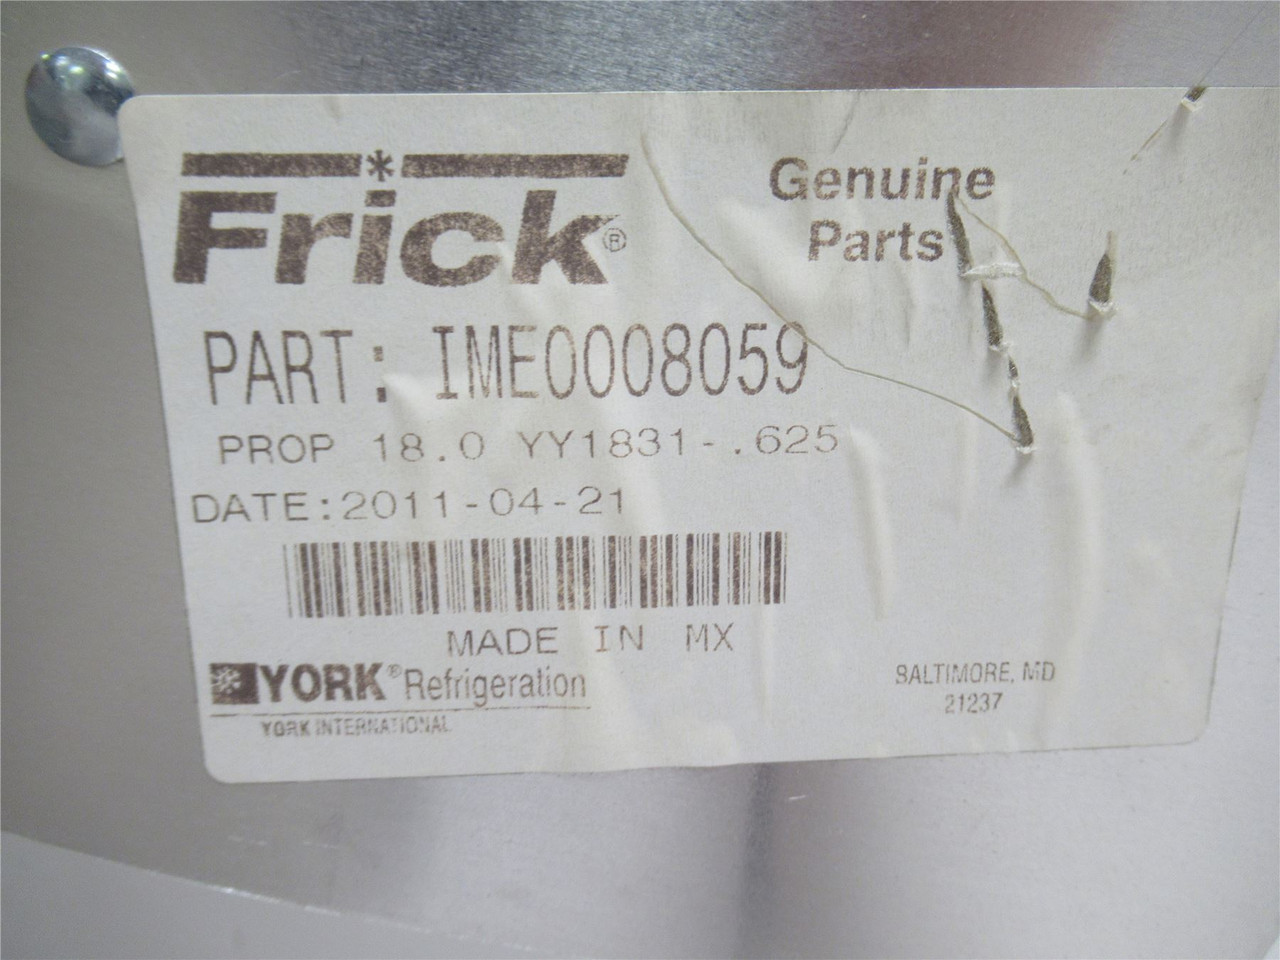 Frick®
Genuine
Parts
PART: IME0008059
PROP 18.0 YY1831-.625
DATE:2011-04-21
MADE IN MX
YORK® Refrigeration
YORK INTERNATIONAL
BALTIMORE, MD
21237